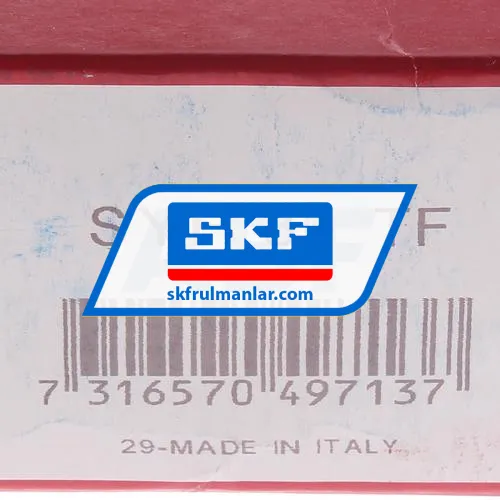 SKF
skfrulmanlar.com
7 316570 497137
29-MADE IN ITALY